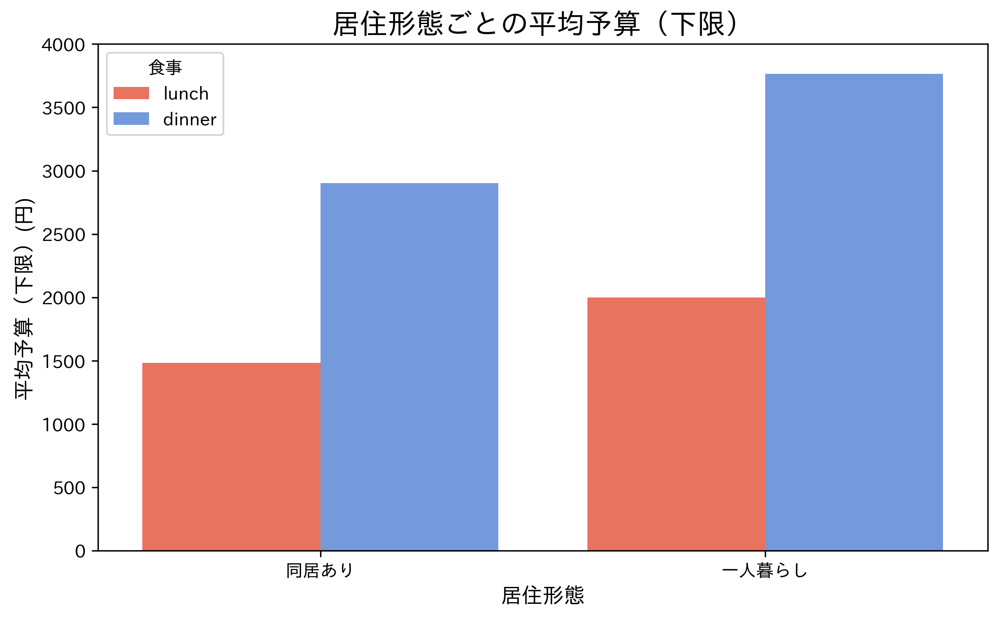 居住形態ごとの平均予算（下限）
平均予算（下限）(円)
4000
3500
3000
2500
2000
1500
1000
500
0
食事
lunch
dinner
同居あり
一人暮らし
居住形態